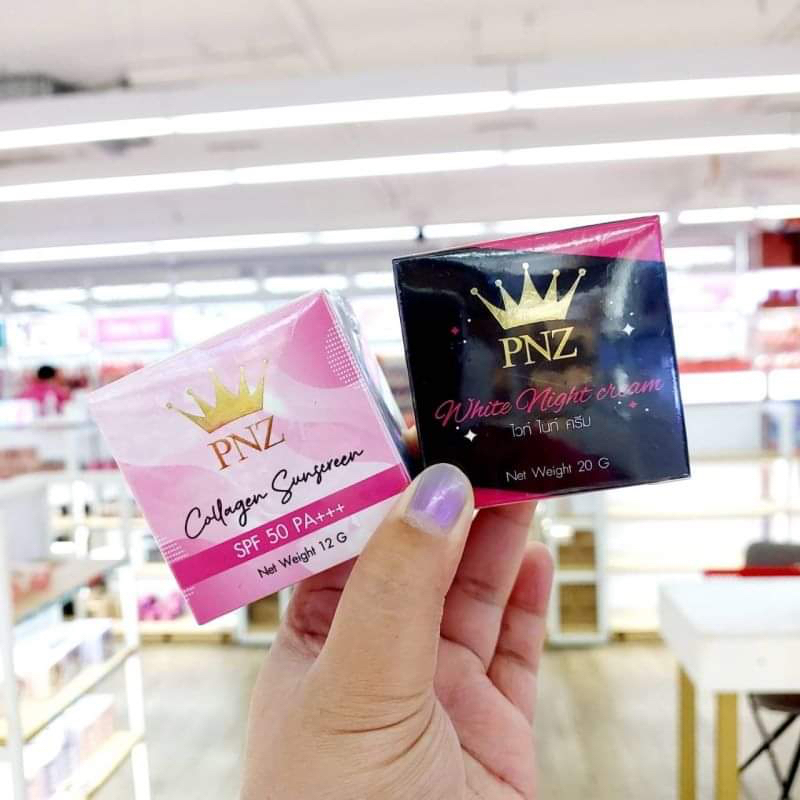 PNZ
Collagen Sunsgreen
SPF 50 PA+++
Net Weight 12 G
PNZ
White Night cream
ไวท์ ไนท์ ครีม
Net Weight 20 G